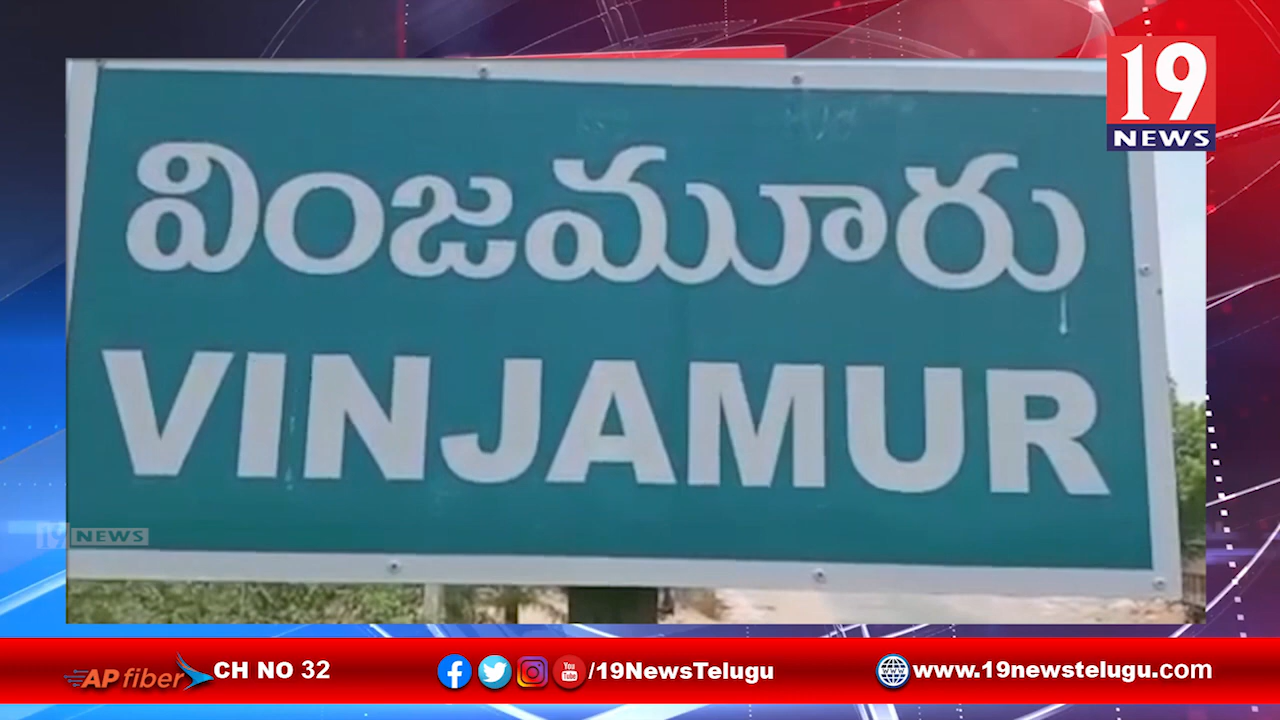 19
NEWS
వింజమూరు
VINJAMUR
19 NEWS
AP fiber CH NO 32
/19NewsTelugu
www.19newstelugu.com